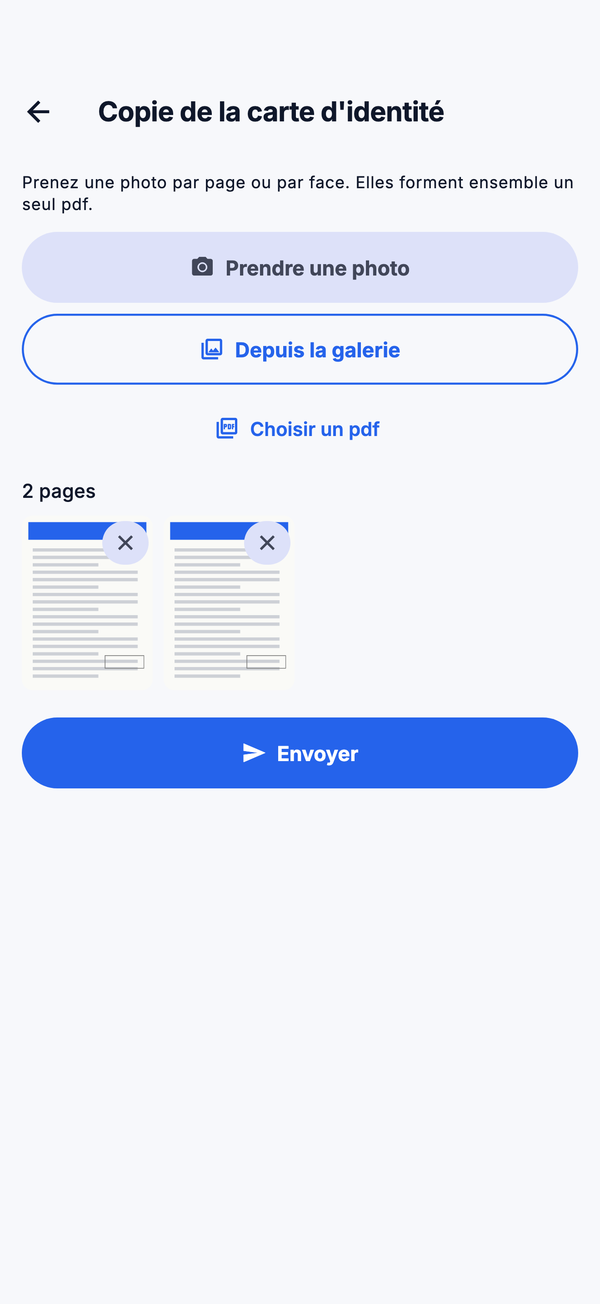 Copie de la carte d'identité
Prenez une photo par page ou par face. Elles forment ensemble un
seul pdf.
Prendre une photo
Depuis la galerie
PDF Choisir un pdf
2 pages
Envoyer